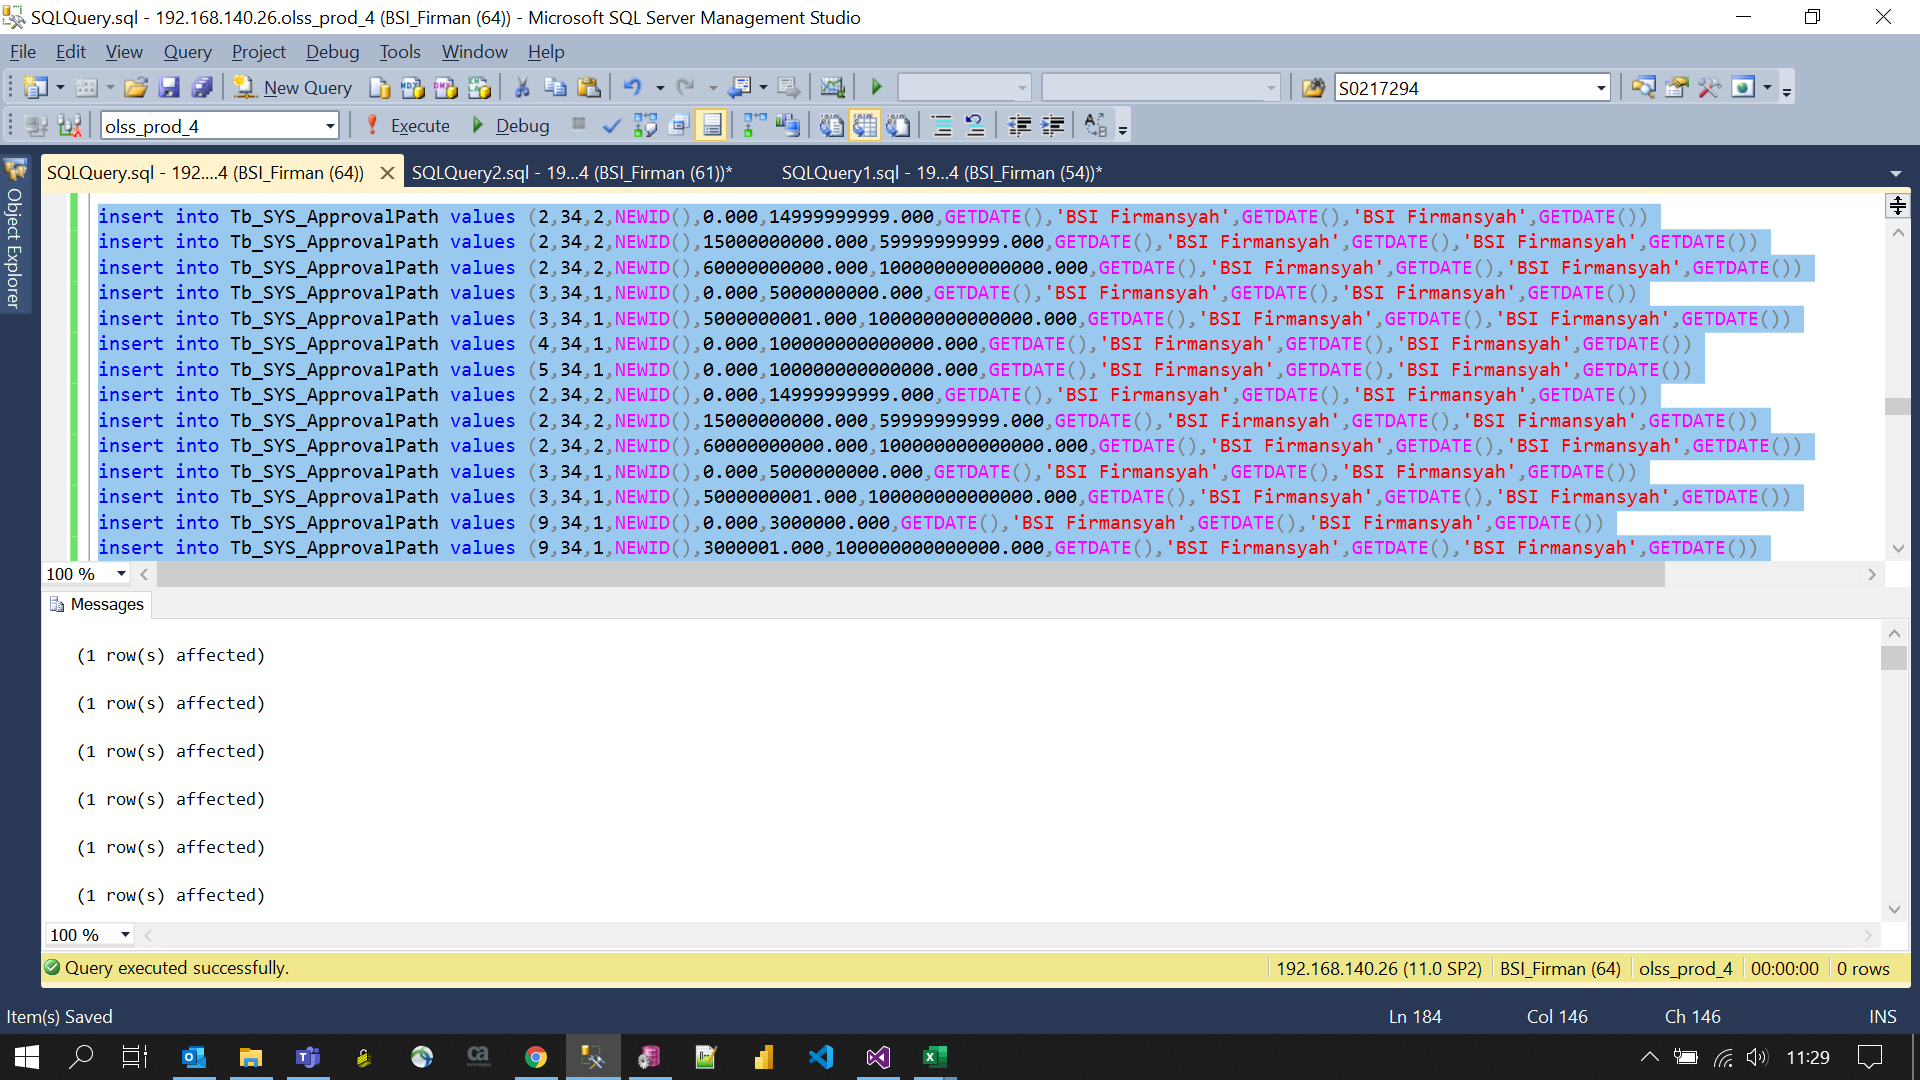 SQLQuery.sql - 192.168.140.26.olss_prod_4 (BSI_Firman (64)) - Microsoft SQL Server Management Studio
File Edit View Query Project Debug Tools Window Help
New Query S0217294
olss_prod_4 Execute Debug
SQLQuery.sql - 192....4 (BSI_Firman (64)) SQLQuery2.sql - 19...4 (BSI_Firman (61))* SQLQuery1.sql - 19...4 (BSI_Firman (54))*
Object Explorer
insert into Tb_SYS_ApprovalPath values (2,34,2,NEWID(),0.000,14999999999.000,GETDATE(),'BSI Firmansyah',GETDATE(),'BSI Firmansyah',GETDATE())
insert into Tb_SYS_ApprovalPath values (2,34,2,NEWID(),15000000000.000,59999999999.000,GETDATE(),'BSI Firmansyah',GETDATE(),'BSI Firmansyah',GETDATE())
insert into Tb_SYS_ApprovalPath values (2,34,2,NEWID(),60000000000.000,100000000000000.000,GETDATE(),'BSI Firmansyah',GETDATE(),'BSI Firmansyah',GETDATE())
insert into Tb_SYS_ApprovalPath values (3,34,1,NEWID(),0.000,5000000000.000,GETDATE(),'BSI Firmansyah',GETDATE(),'BSI Firmansyah',GETDATE())
insert into Tb_SYS_ApprovalPath values (3,34,1,NEWID(),5000000001.000,100000000000000.000,GETDATE(),'BSI Firmansyah',GETDATE(),'BSI Firmansyah',GETDATE())
insert into Tb_SYS_ApprovalPath values (4,34,1,NEWID(),0.000,100000000000000.000,GETDATE(),'BSI Firmansyah',GETDATE(),'BSI Firmansyah',GETDATE())
insert into Tb_SYS_ApprovalPath values (5,34,1,NEWID(),0.000,100000000000000.000,GETDATE(),'BSI Firmansyah',GETDATE(),'BSI Firmansyah',GETDATE())
insert into Tb_SYS_ApprovalPath values (2,34,2,NEWID(),0.000,14999999999.000,GETDATE(),'BSI Firmansyah',GETDATE(),'BSI Firmansyah',GETDATE())
insert into Tb_SYS_ApprovalPath values (2,34,2,NEWID(),15000000000.000,59999999999.000,GETDATE(),'BSI Firmansyah',GETDATE(),'BSI Firmansyah',GETDATE())
insert into Tb_SYS_ApprovalPath values (2,34,2,NEWID(),60000000000.000,100000000000000.000,GETDATE(),'BSI Firmansyah',GETDATE(),'BSI Firmansyah',GETDATE())
insert into Tb_SYS_ApprovalPath values (3,34,1,NEWID(),0.000,5000000000.000,GETDATE(),'BSI Firmansyah',GETDATE(),'BSI Firmansyah',GETDATE())
insert into Tb_SYS_ApprovalPath values (3,34,1,NEWID(),5000000001.000,100000000000000.000,GETDATE(),'BSI Firmansyah',GETDATE(),'BSI Firmansyah',GETDATE())
insert into Tb_SYS_ApprovalPath values (9,34,1,NEWID(),0.000,3000000.000,GETDATE(),'BSI Firmansyah',GETDATE(),'BSI Firmansyah',GETDATE())
insert into Tb_SYS_ApprovalPath values (9,34,1,NEWID(),3000001.000,100000000000000.000,GETDATE(),'BSI Firmansyah',GETDATE(),'BSI Firmansyah',GETDATE())
100 %
Messages
(1 row(s) affected)
(1 row(s) affected)
(1 row(s) affected)
(1 row(s) affected)
(1 row(s) affected)
(1 row(s) affected)
100 %
Query executed successfully. 192.168.140.26 (11.0 SP2) BSI_Firman (64) olss_prod_4 00:00:00 0 rows
Item(s) Saved Ln 184 Col 146 Ch 146 INS
11:29